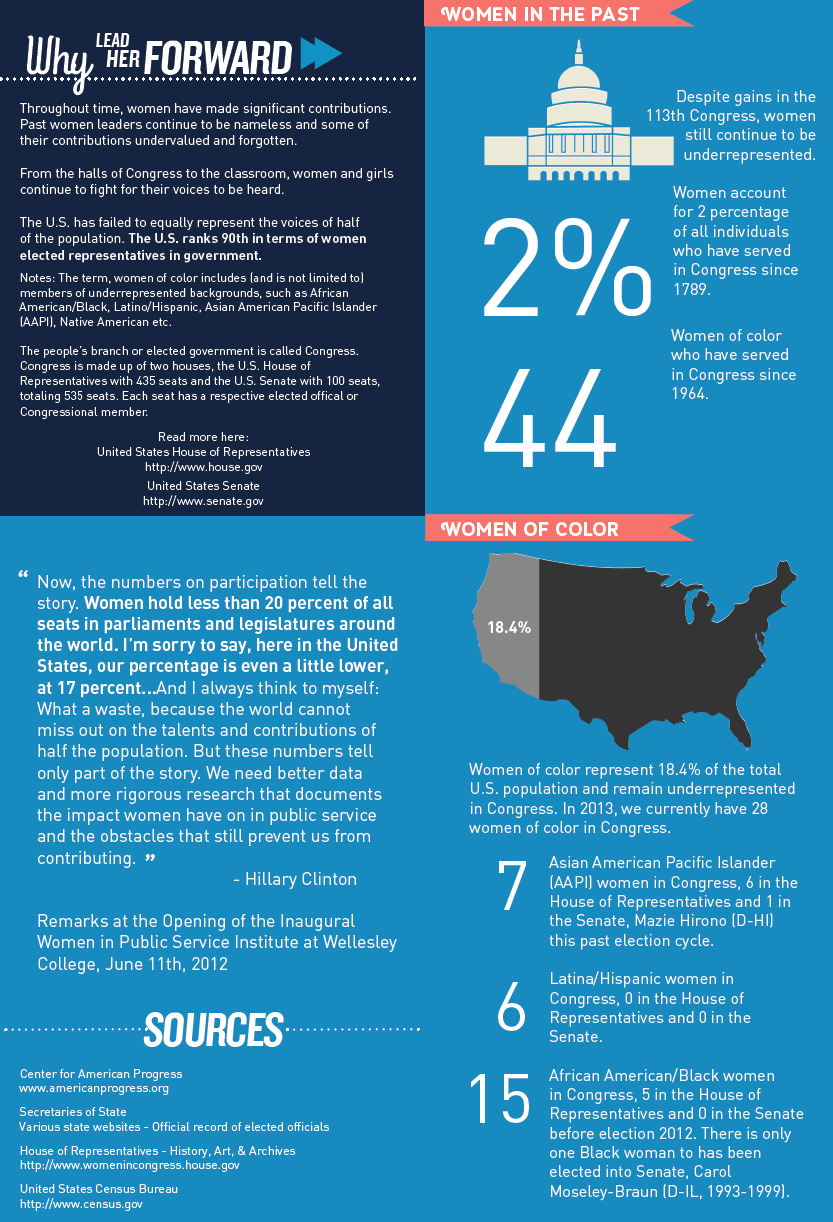 Why LEAD HER FORWARD
Throughout time, women have made significant contributions.
Past women leaders continue to be nameless and some of
their contributions undervalued and forgotten.
From the halls of Congress to the classroom, women and girls
continue to fight for their voices to be heard.
The U.S. has failed to equally represent the voices of half
of the population. The U.S. ranks 90th in terms of women
elected representatives in government.
Notes: The term, women of color includes (and is not limited to)
members of underrepresented backgrounds, such as African
American/Black, Latino/Hispanic, Asian American Pacific Islander
(AAPI), Native American etc.
The people's branch or elected government is called Congress.
Congress is made up of two houses, the U.S. House of
Representatives with 435 seats and the U.S. Senate with 100 seats,
totaling 535 seats. Each seat has a respective elected offical or
Congressional member.
Read more here:
United States House of Representatives
http://www.house.gov
United States Senate
http://www.senate.gov
WOMEN IN THE PAST
Despite gains in the
113th Congress, women
still continue to be
underrepresented.
2%
Women account
for 2 percentage
of all individuals
who have served
in Congress since
1789.
44
Women of color
who have served
in Congress since
1964.
“ Now, the numbers on participation tell the
story. Women hold less than 20 percent of all
seats in parliaments and legislatures around
the world. I'm sorry to say, here in the United
States, our percentage is even a little lower,
at 17 percent...And I always think to myself:
What a waste, because the world cannot
miss out on the talents and contributions of
half the population. But these numbers tell
only part of the story. We need better data
and more rigorous research that documents
the impact women have on in public service
and the obstacles that still prevent us from
contributing. ”
- Hillary Clinton
Remarks at the Opening of the Inaugural
Women in Public Service Institute at Wellesley
College, June 11th, 2012
SOURCES
Center for American Progress
www.americanprogress.org
Secretaries of State
Various state websites - Official record of elected officials
House of Representatives - History, Art, & Archives
http://www.womenincongress.house.gov
United States Census Bureau
http://www.census.gov
WOMEN OF COLOR
18.4%
Women of color represent 18.4% of the total
U.S. population and remain underrepresented
in Congress. In 2013, we currently have 28
women of color in Congress.
7
Asian American Pacific Islander
(AAPI) women in Congress, 6 in the
House of Representatives and 1 in
the Senate, Mazie Hirono (D-HI)
this past election cycle.
6
Latina/Hispanic women in
Congress, 0 in the House of
Representatives and 0 in the
Senate.
15
African American/Black women
in Congress, 5 in the House of
Representatives and 0 in the Senate
before election 2012. There is only
one Black woman to has been
elected into Senate, Carol
Moseley-Braun (D-IL, 1993-1999).